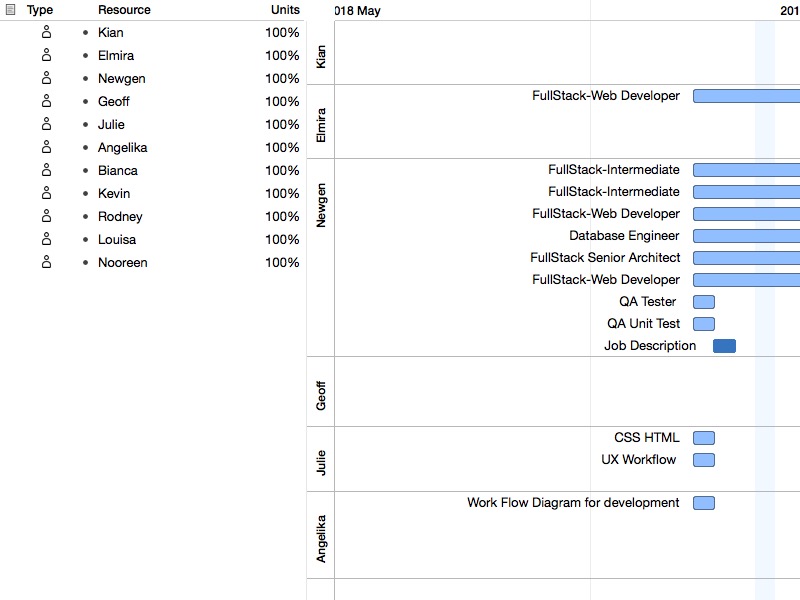 Type Resource Units
Kian 100%
Elmira 100%
Newgen 100%
Geoff 100%
Julie 100%
Angelika 100%
Bianca 100%
Kevin 100%
Rodney 100%
Louisa 100%
Nooreen 100%
018 May 201
Kian
Elmira
FullStack-Web Developer
Newgen
FullStack-Intermediate
FullStack-Intermediate
FullStack-Web Developer
Database Engineer
FullStack Senior Architect
FullStack-Web Developer
QA Tester
QA Unit Test
Job Description
Geoff
Julie
CSS HTML
UX Workflow
Angelika
Work Flow Diagram for development